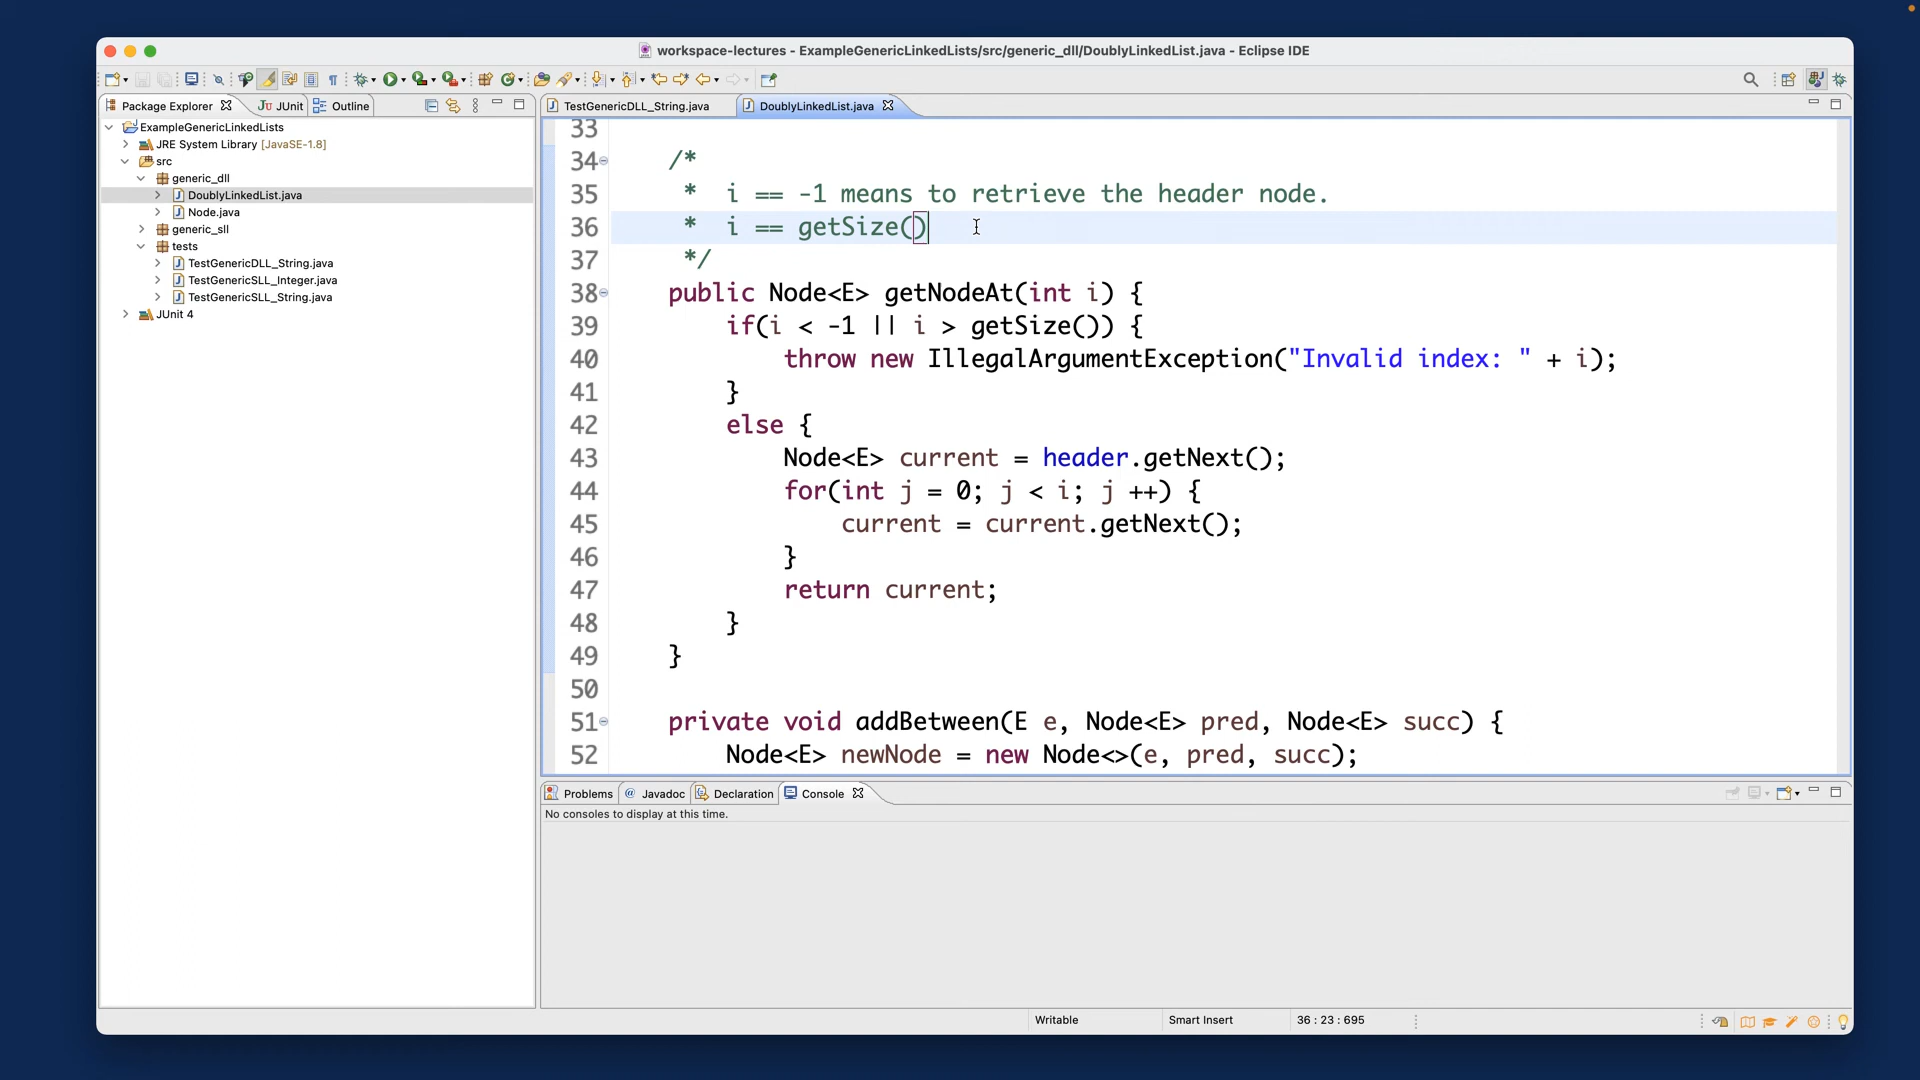 workspace-lectures - ExampleGenericLinkedLists/src/generic_dll/DoublyLinkedList.java - Eclipse IDE
Package Explorer
JUnit
Outline
TestGenericDLL_String.java
DoublyLinkedList.java
ExampleGenericLinkedLists
JRE System Library [JavaSE-1.8]
src
generic_dll
DoublyLinkedList.java
Node.java
generic_sll
tests
TestGenericDLL_String.java
TestGenericSLL_Integer.java
TestGenericSLL_String.java
JUnit 4
33
34 /*
35 * i == -1 means to retrieve the header node.
36 * i == getSize()
37 */
38 public Node<E> getNodeAt(int i) {
39 if(i < -1 || i > getSize()) {
40 throw new IllegalArgumentException("Invalid index: " + i);
41 }
42 else {
43 Node<E> current = header.getNext();
44 for(int j = 0; j < i; j ++) {
45 current = current.getNext();
46 }
47 return current;
48 }
49 }
50
51 private void addBetween(E e, Node<E> pred, Node<E> succ) {
52 Node<E> newNode = new Node<>(e, pred, succ);
Problems
Javadoc
Declaration
Console
No consoles to display at this time.
Writable
Smart Insert
36 : 23 : 695